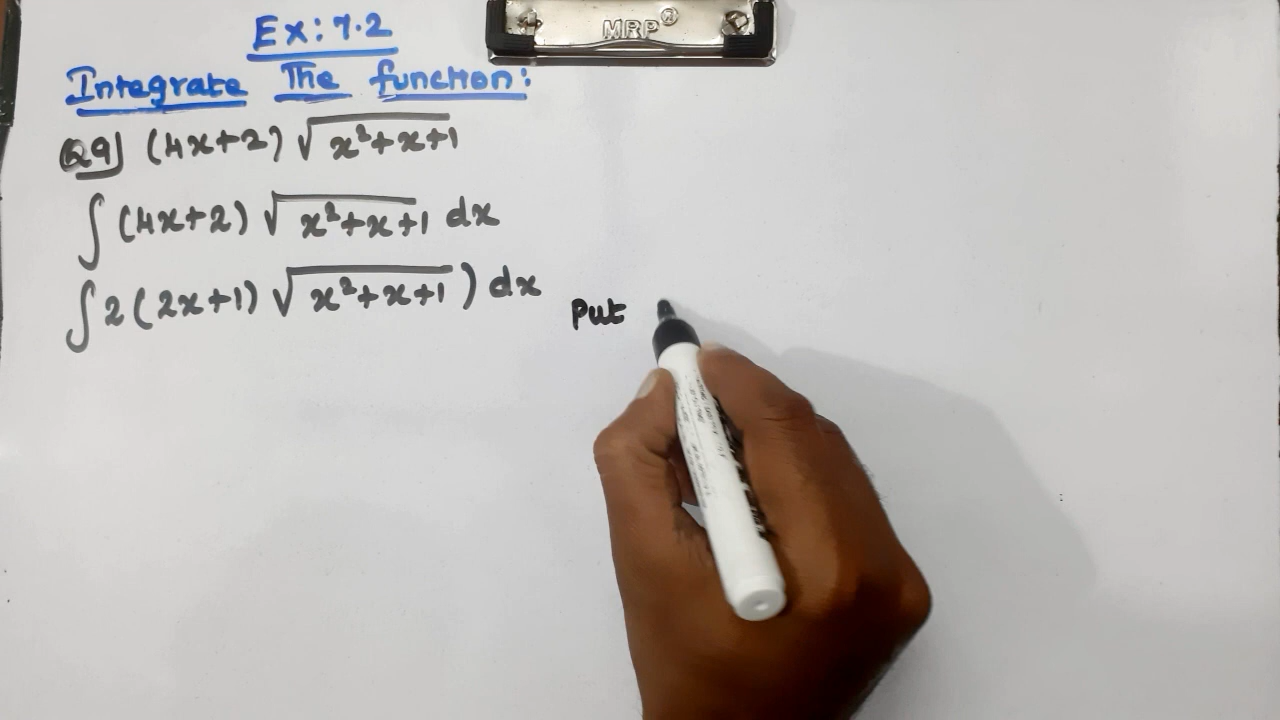 MRP®
Ex: 7.2
Integrate The function:
Q9] (4x+2) √x²+x+1
∫ (4x+2) √x²+x+1 dx
∫ 2 (2x+1) √x²+x+1 ) dx
Put